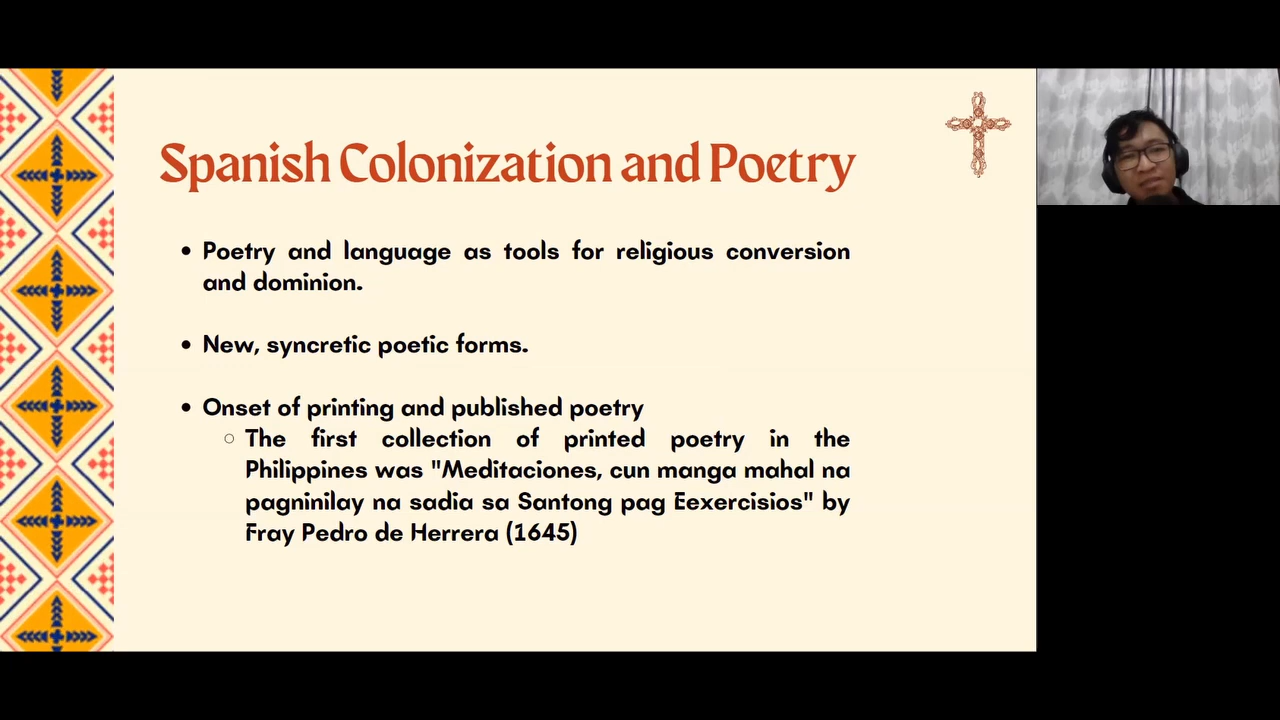 Spanish Colonization and Poetry
• Poetry and language as tools for religious conversion
and dominion.
• New, syncretic poetic forms.
• Onset of printing and published poetry
○ The first collection of printed poetry in the
Philippines was "Meditaciones, cun manga mahal na
pagninilay na sadia sa Santong pag Eexercisios" by
Fray Pedro de Herrera (1645)